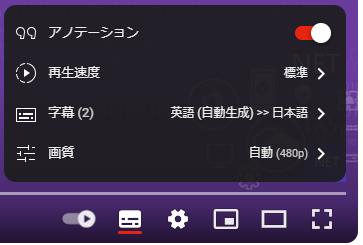 アノテーション
再生速度 標準
字幕 (2) 英語 (自動生成) >> 日本語
画質 自動 (480p)
.NET